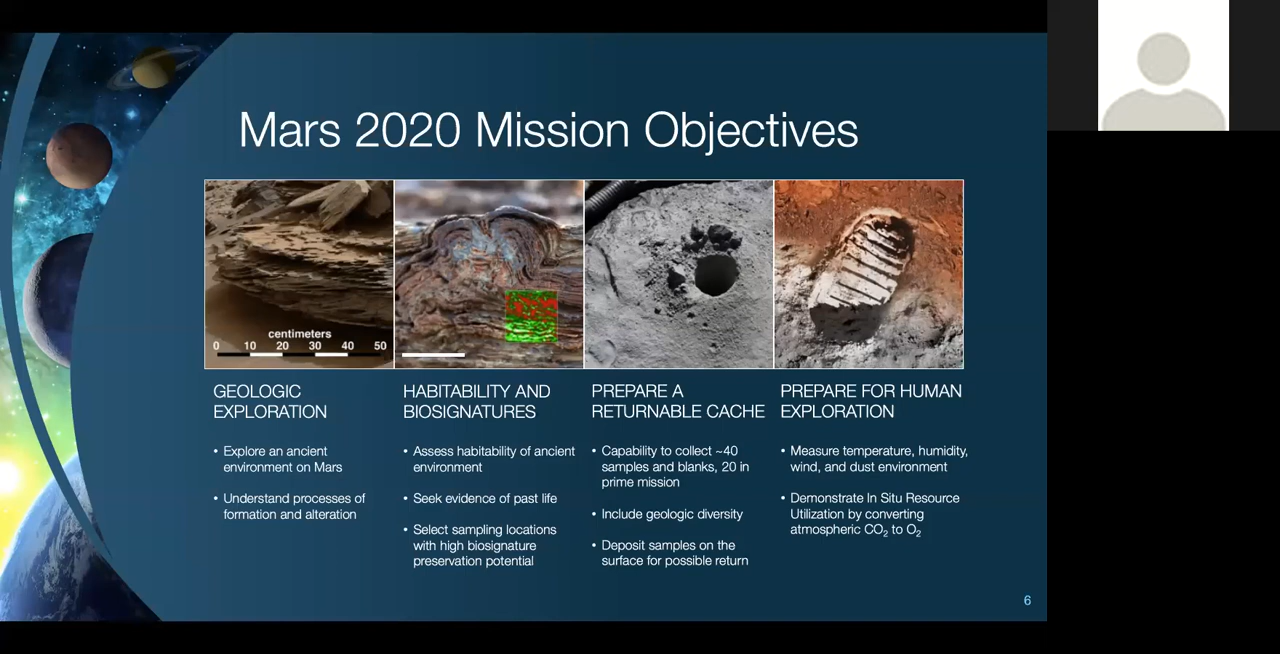 Mars 2020 Mission Objectives
centimeters
0 10 20 30 40 50
GEOLOGIC
EXPLORATION
• Explore an ancient
environment on Mars
• Understand processes of
formation and alteration
HABITABILITY AND
BIOSIGNATURES
• Assess habitability of ancient
environment
• Seek evidence of past life
• Select sampling locations
with high biosignature
preservation potential
PREPARE A
RETURNABLE CACHE
• Capability to collect ~40
samples and blanks, 20 in
prime mission
• Include geologic diversity
• Deposit samples on the
surface for possible return
PREPARE FOR HUMAN
EXPLORATION
• Measure temperature, humidity,
wind, and dust environment
• Demonstrate In Situ Resource
Utilization by converting
atmospheric CO₂ to O₂
6